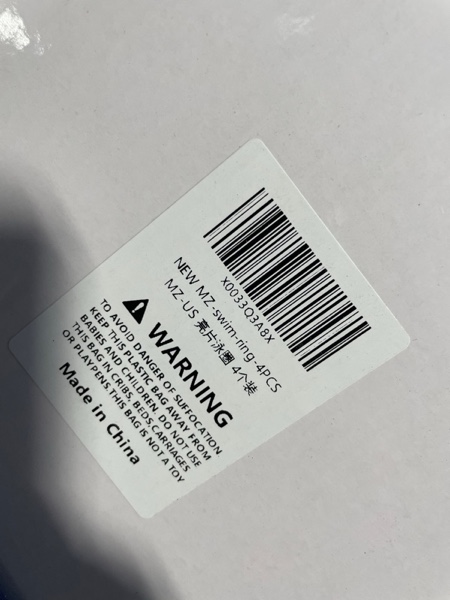 X0033Q3A8X
NEW MZ-swim-ring-4PCS
MZ-US 亮片泳圈 4个装
WARNING
TO AVOID DANGER OF SUFFOCATION
KEEP THIS PLASTIC BAG AWAY FROM
BABIES AND CHILDREN. DO NOT USE
THIS BAG IN CRIBS, BEDS, CARRIAGES
OR PLAYPENS. THIS BAG IS NOT A TOY
Made in China